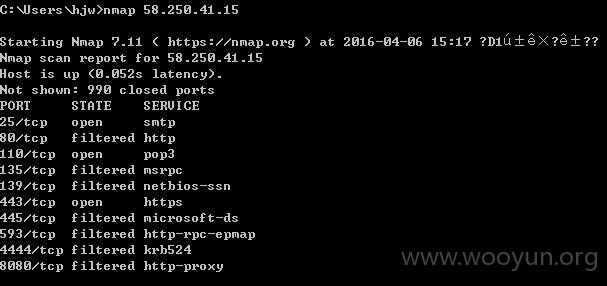 C:\Users\hjw>nmap 58.250.41.15
Starting Nmap 7.11 ( https://nmap.org ) at 2016-04-06 15:17 ?D1ú±ê×?ê±??
Nmap scan report for 58.250.41.15
Host is up (0.052s latency).
Not shown: 990 closed ports
PORT     STATE    SERVICE
25/tcp   open     smtp
80/tcp   filtered http
110/tcp  open     pop3
135/tcp  filtered msrpc
139/tcp  filtered netbios-ssn
443/tcp  open     https
445/tcp  filtered microsoft-ds
593/tcp  filtered http-rpc-epmap
4444/tcp filtered krb524
8080/tcp filtered http-proxy
www.wooyun.org